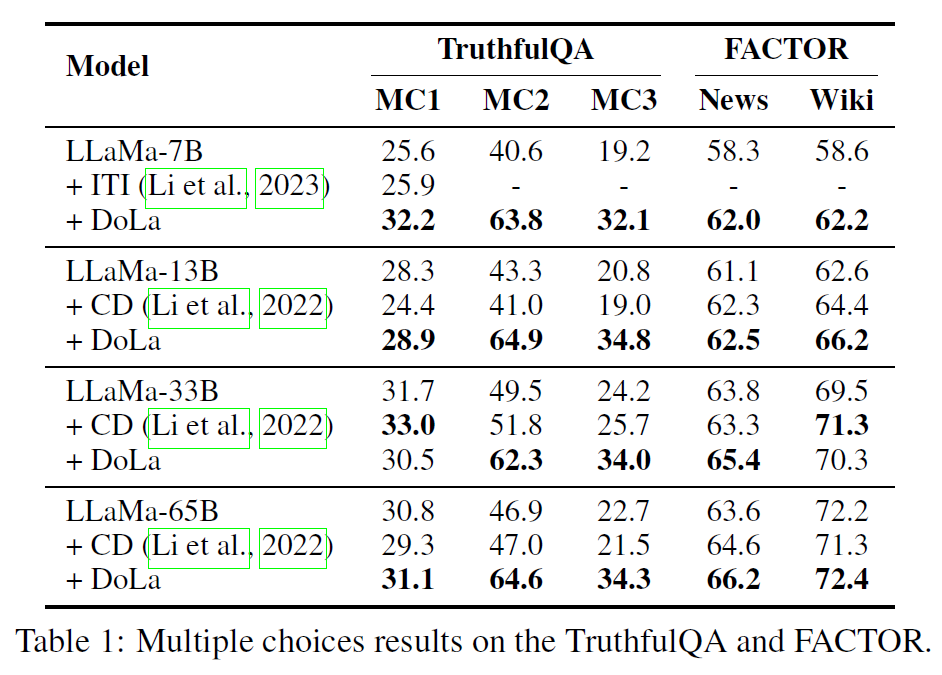 Model TruthfulQA FACTOR
MC1 MC2 MC3 News Wiki
LLaMa-7B 25.6 40.6 19.2 58.3 58.6
+ ITI (Li et al., 2023) 25.9 - - - -
+ DoLa 32.2 63.8 32.1 62.0 62.2
LLaMa-13B 28.3 43.3 20.8 61.1 62.6
+ CD (Li et al., 2022) 24.4 41.0 19.0 62.3 64.4
+ DoLa 28.9 64.9 34.8 62.5 66.2
LLaMa-33B 31.7 49.5 24.2 63.8 69.5
+ CD (Li et al., 2022) 33.0 51.8 25.7 63.3 71.3
+ DoLa 30.5 62.3 34.0 65.4 70.3
LLaMa-65B 30.8 46.9 22.7 63.6 72.2
+ CD (Li et al., 2022) 29.3 47.0 21.5 64.6 71.3
+ DoLa 31.1 64.6 34.3 66.2 72.4
Table 1: Multiple choices results on the TruthfulQA and FACTOR.